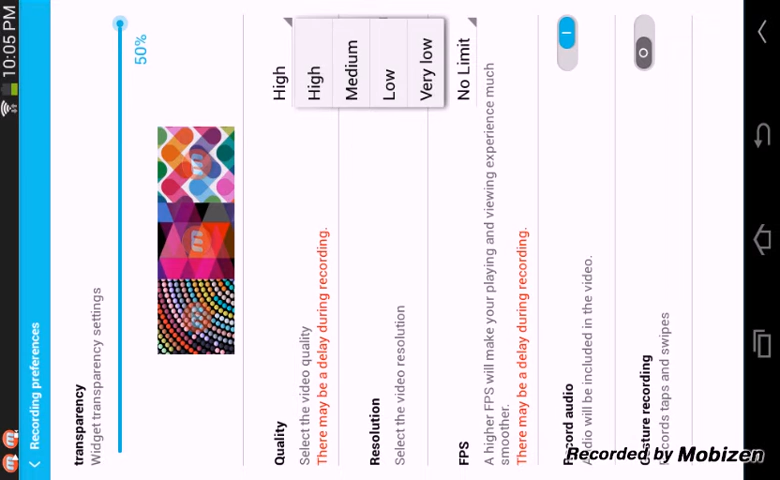 10:05 PM
Recording preferences
transparency
Widget transparency settings
50%
Quality
Select the video quality
There may be a delay during recording.
High
High
Medium
Low
Very low
Resolution
Select the video resolution
FPS
A higher FPS will make your playing and viewing experience much
smoother.
There may be a delay during recording.
No Limit
Record audio
Audio will be included in the video.
Gesture recording
Records taps and swipes
Recorded by Mobizen